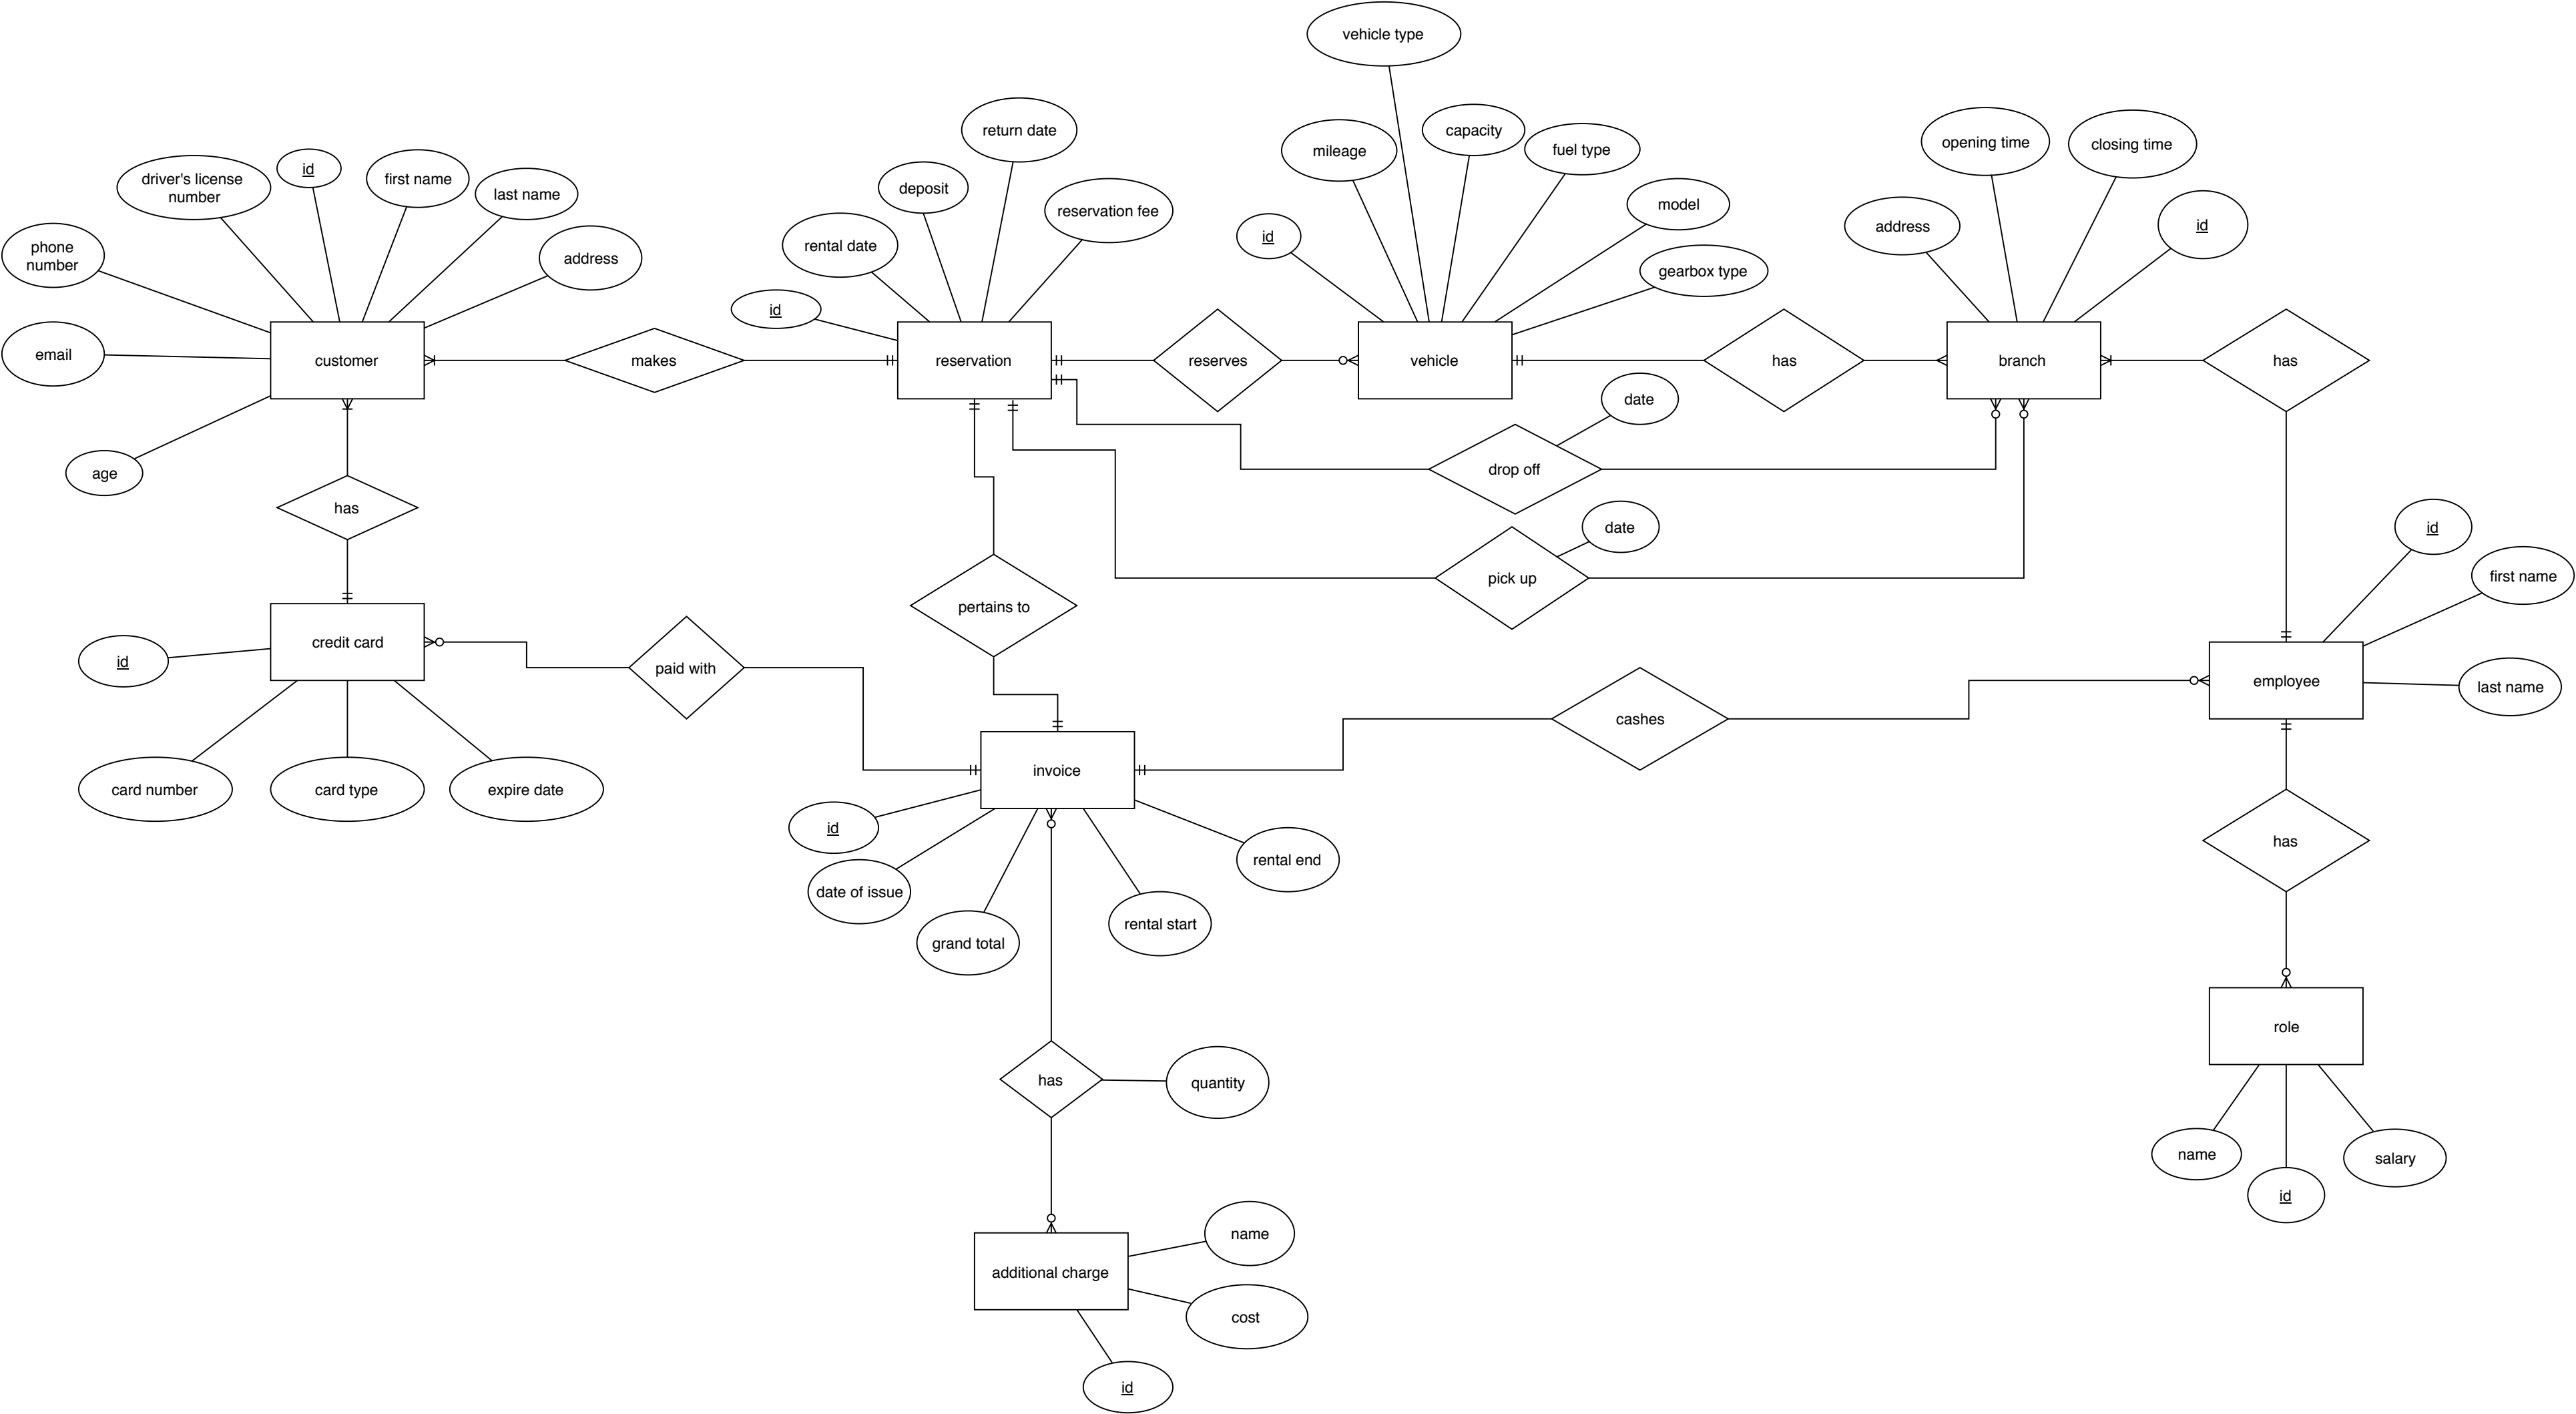 vehicle type
return date
capacity
mileage
fuel type
opening time
closing time
id
driver's license
number
first name
last name
deposit
reservation fee
model
address
id
phone
number
address
rental date
id
gearbox type
id
email
customer
makes
reservation
reserves
vehicle
has
branch
has
date
age
drop off
has
date
pick up
id
first name
pertains to
credit card
id
paid with
employee
last name
cashes
invoice
card number
card type
expire date
id
date of issue
grand total
rental start
rental end
has
role
has
quantity
name
id
salary
name
additional charge
cost
id